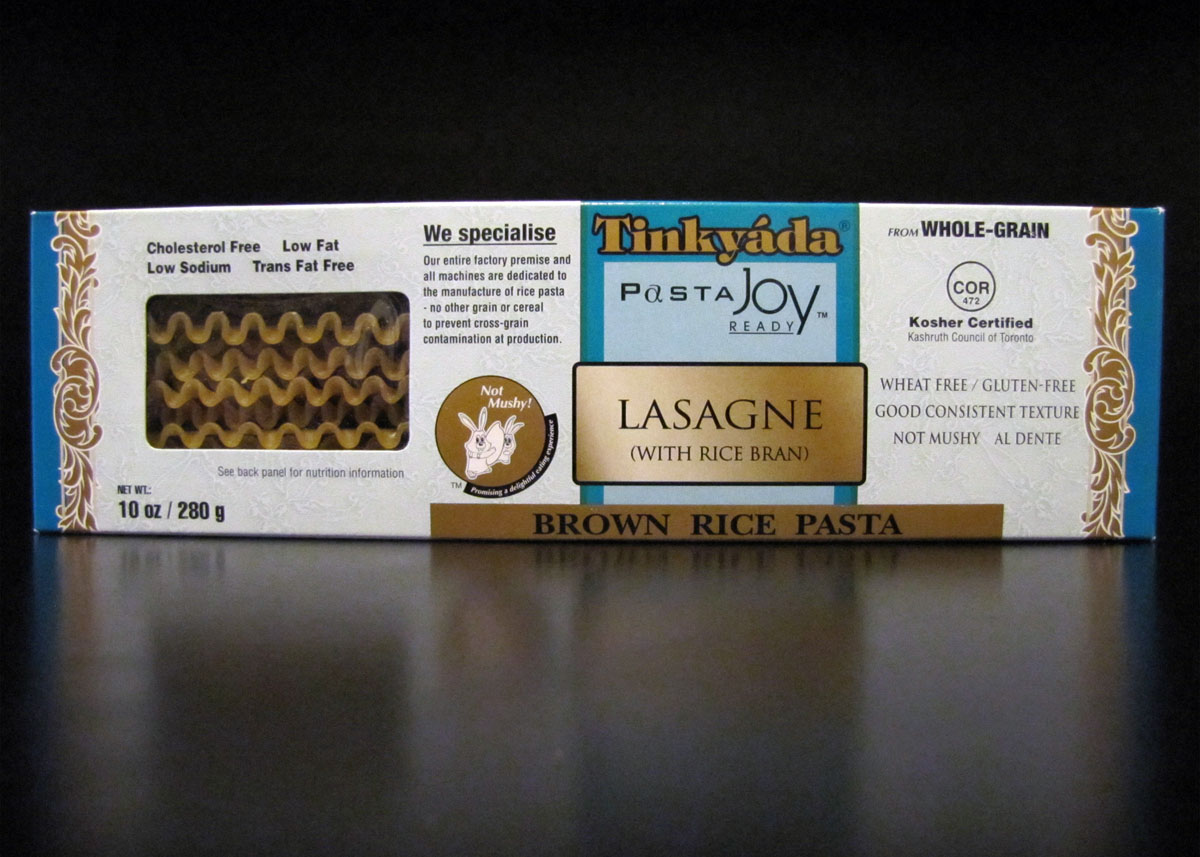 Cholesterol Free Low Fat
Low Sodium Trans Fat Free
See back panel for nutrition information
NET WT.:
10 oz / 280 g
We specialise
Our entire factory premise and
all machines are dedicated to
the manufacture of rice pasta
- no other grain or cereal
to prevent cross-grain
contamination at production.
Not
Mushy!
Promising a delightful eating experience
TM
Tinkyáda®
PASTA JOY
READY
TM
LASAGNE
(WITH RICE BRAN)
BROWN RICE PASTA
FROM WHOLE-GRAIN
COR
472
Kosher Certified
Kashruth Council of Toronto
WHEAT FREE / GLUTEN-FREE
GOOD CONSISTENT TEXTURE
NOT MUSHY AL DENTE